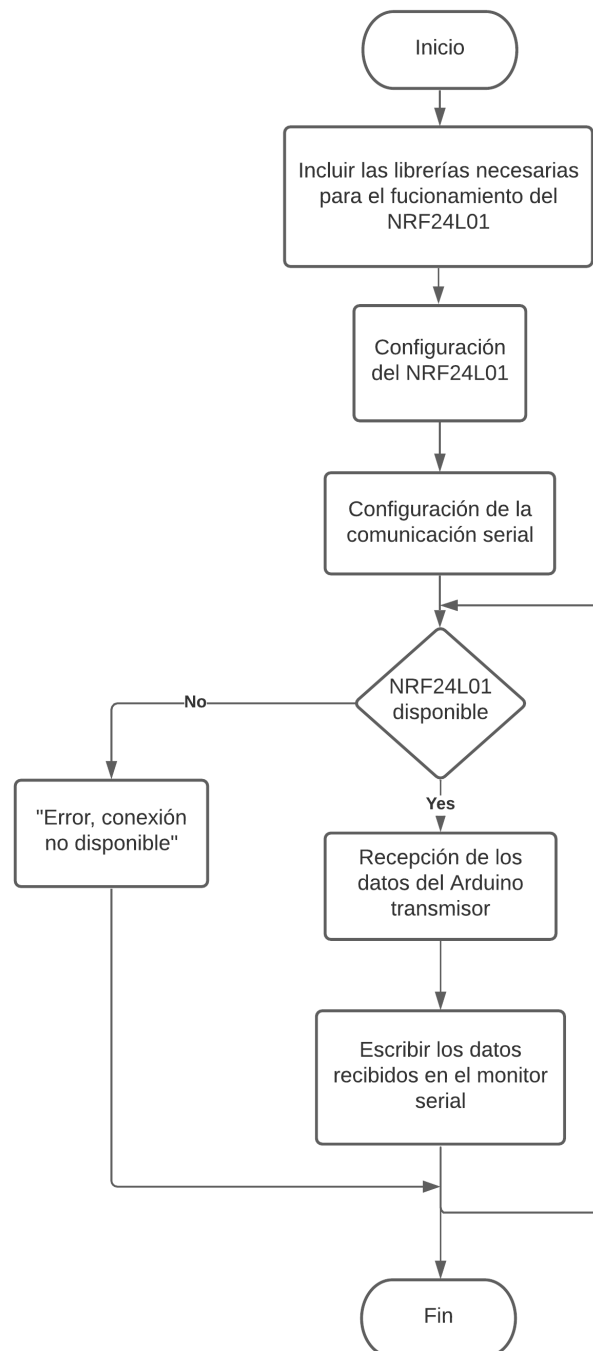 Inicio
Incluir las librerías necesarias
para el fucionamiento del
NRF24L01
Configuración
del NRF24L01
Configuración de la
comunicación serial
NRF24L01
disponible
No
"Error, conexión
no disponible"
Yes
Recepción de los
datos del Arduino
transmisor
Escribir los datos
recibidos en el monitor
serial
Fin